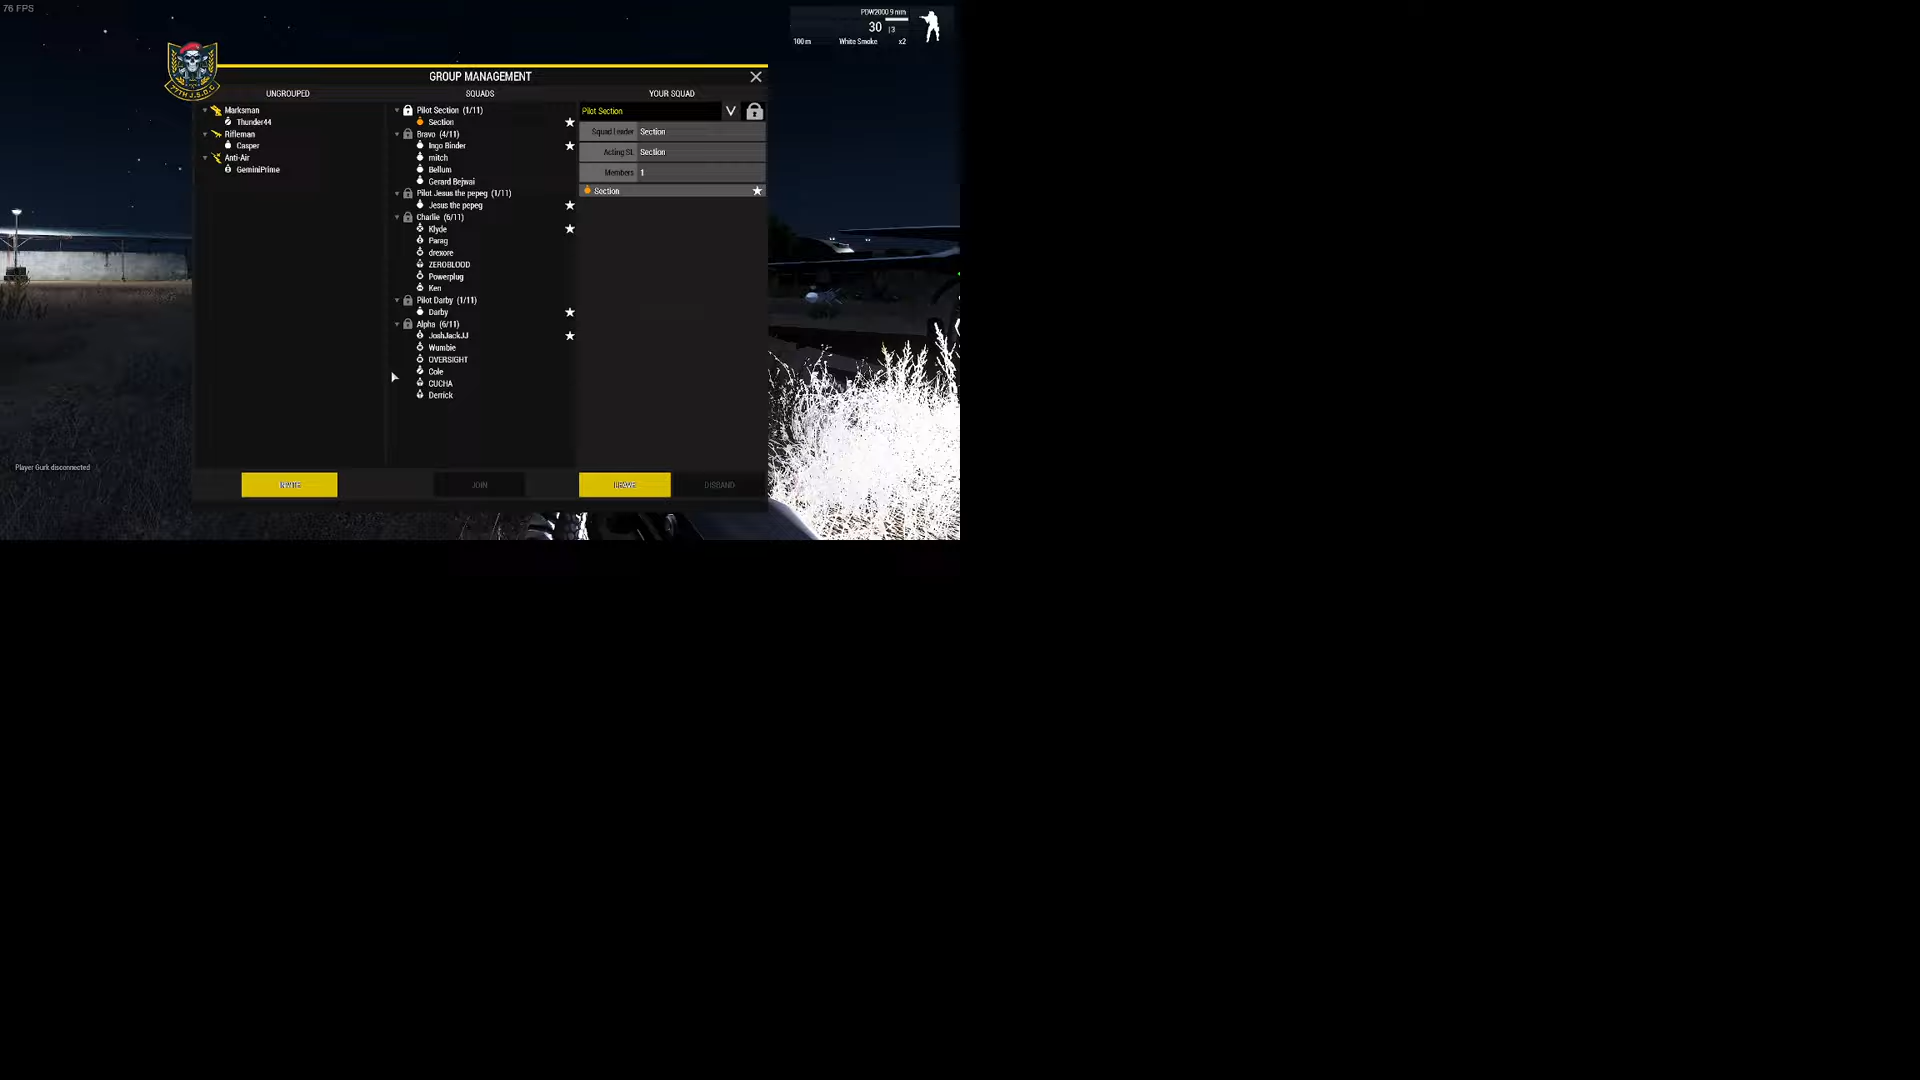 76 FPS
PDW2000 9 mm
30 |3
100 m White Smoke x2
77TH J.S.O.C
GROUP MANAGEMENT
UNGROUPED
Marksman
Thunder44
Rifleman
Casper
Anti-Air
GeminiPrime
SQUADS
Pilot Section (1/11)
Section
Bravo (4/11)
Ingo Binder
mitch
Bellum
Gerard Bejwai
Pilot Jesus the pepeg (1/11)
Jesus the pepeg
Charlie (6/11)
Klyde
Parag
drexore
ZEROBLOOD
Powerplug
Ken
Pilot Darby (1/11)
Darby
Alpha (6/11)
JoshJackJJ
Wumbie
OVERSIGHT
Cole
CUCHA
Derrick
YOUR SQUAD
Pilot Section
Squad Leader Section
Acting SL Section
Members 1
Section
Player Gurk disconnected
INVITE
JOIN
LEAVE
DISBAND